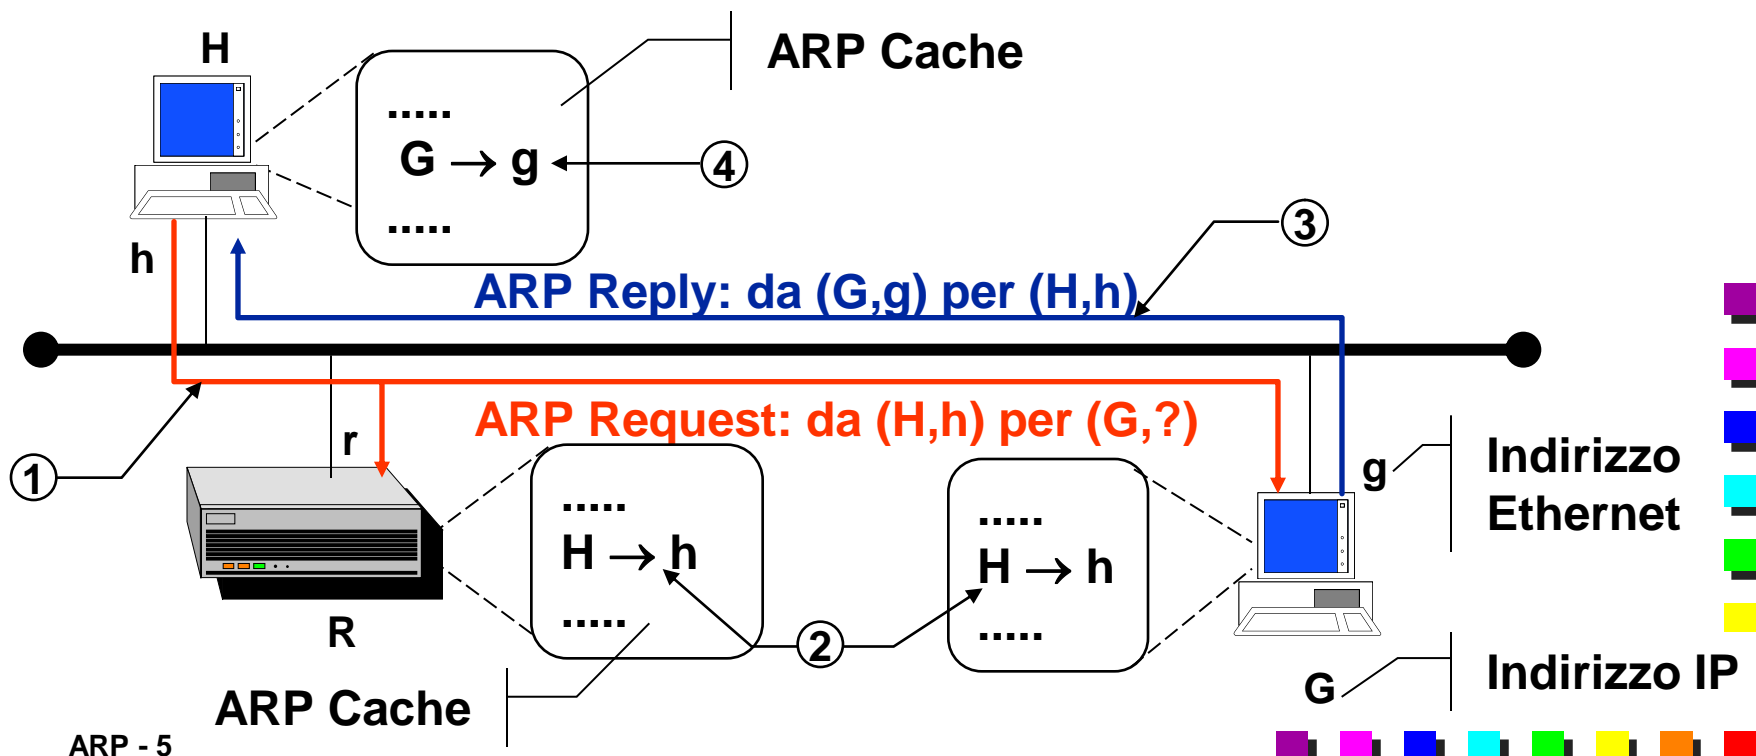 H
ARP Cache
.....
G → g
.....
4
3
h
ARP Reply: da (G,g) per (H,h)
ARP Request: da (H,h) per (G,?)
1
r
R
.....
H → h
.....
2
.....
H → h
.....
g
Indirizzo
Ethernet
G
Indirizzo IP
ARP Cache
ARP - 5